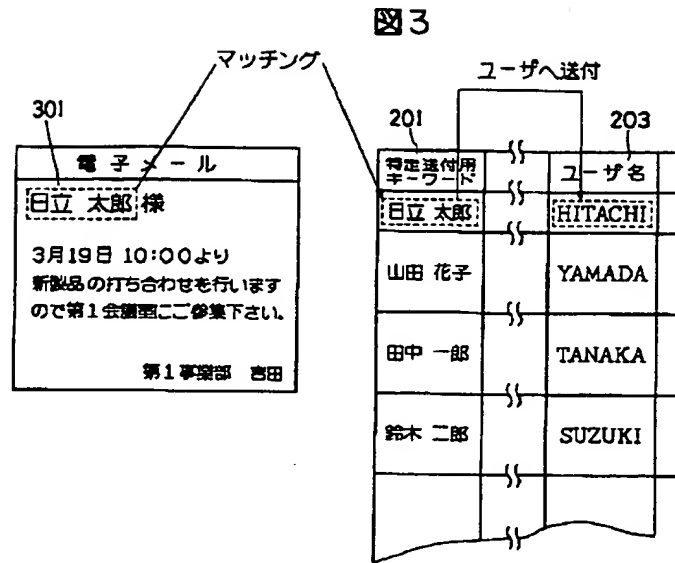 図3
マッチング
ユーザへ送付
301
電子メール
日立 太郎 様
3月19日 10:00より
新製品の打ち合わせを行います
ので第1会議室にご参集下さい。
第1事業部 吉田
201
203
特定送付用
キーワード
ユーザ名
日立 太郎
HITACHI
山田 花子
YAMADA
田中 一郎
TANAKA
鈴木 二郎
SUZUKI